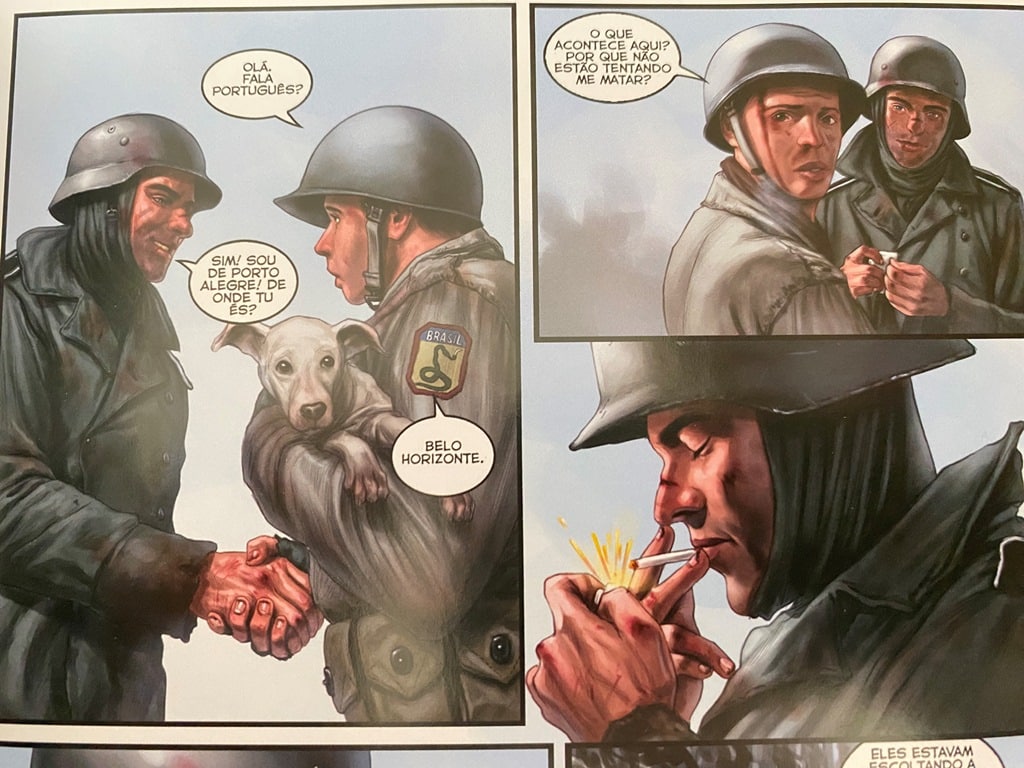 OLÁ.
FALA
PORTUGUÊS?
SIM! SOU
DE PORTO
ALEGRE! DE
ONDE TU
ÉS?
BRASIL
BELO
HORIZONTE.
O QUE
ACONTECE AQUI?
POR QUE NÃO
ESTÃO TENTANDO
ME MATAR?
ELES ESTAVAM
ESCOLTANDO A